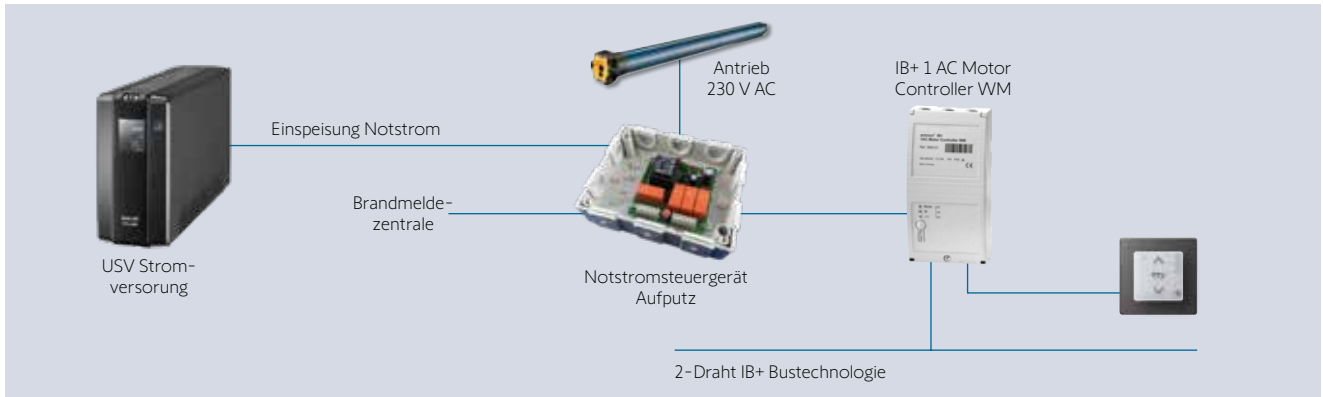 Antrieb
230 V AC
IB+ 1 AC Motor
Controller WM
Einspeisung Notstrom
Brandmelde-
zentrale
USV Strom-
versorung
Notstromsteuergerät
Aufputz
2-Draht IB+ Bustechnologie